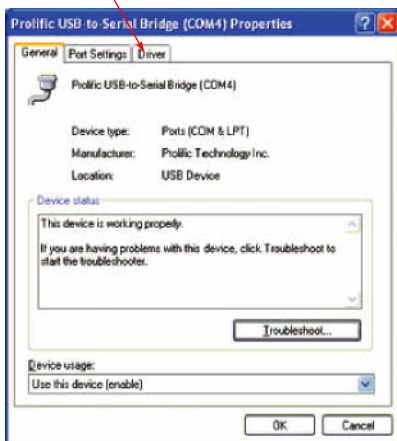 Prolific USB-to-Serial Bridge (COM4) Properties
General Port Settings Driver
Prolific USB-to-Serial Bridge (COM4)
Device type: Ports (COM & LPT)
Manufacturer: Prolific Technology Inc.
Location: USB Device
Device status
This device is working properly.
If you are having problems with this device, click Troubleshoot to
start the troubleshooter.
Troubleshoot...
Device usage:
Use this device (enable)
OK Cancel